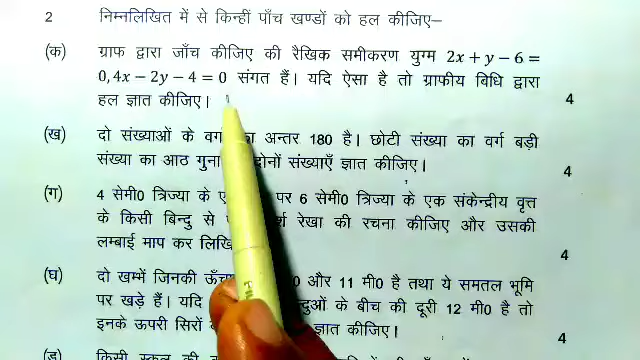 2 निम्नलिखित में से किन्हीं पाँच खण्डों को हल कीजिए–
(क) ग्राफ द्वारा जाँच कीजिए की रैखिक समीकरण युग्म 2x + y − 6 =
0, 4x − 2y − 4 = 0 संगत हैं। यदि ऐसा है तो ग्राफीय विधि द्वारा
हल ज्ञात कीजिए। 4
(ख) दो संख्याओं के अन्तर 180 है। छोटी संख्या का वर्ग बड़ी
संख्या का आठ गुना दोनों संख्याएँ ज्ञात कीजिए। 4
(ग) 4 सेमी0 त्रिज्या के पर 6 सेमी0 त्रिज्या के एक संकेन्द्रीय वृत्त
के किसी बिन्दु से रेखा की रचना कीजिए और उसकी
लम्बाई माप कर 4
(घ) दो खम्में जिनकी और 11 मी0 है तथा ये समतल भूमि
पर खड़े हैं। यदि के बीच की दूरी 12 मी0 है तो
इनके ऊपरी सिरों ज्ञात कीजिए। 4
(ड) किसी स्कूल की